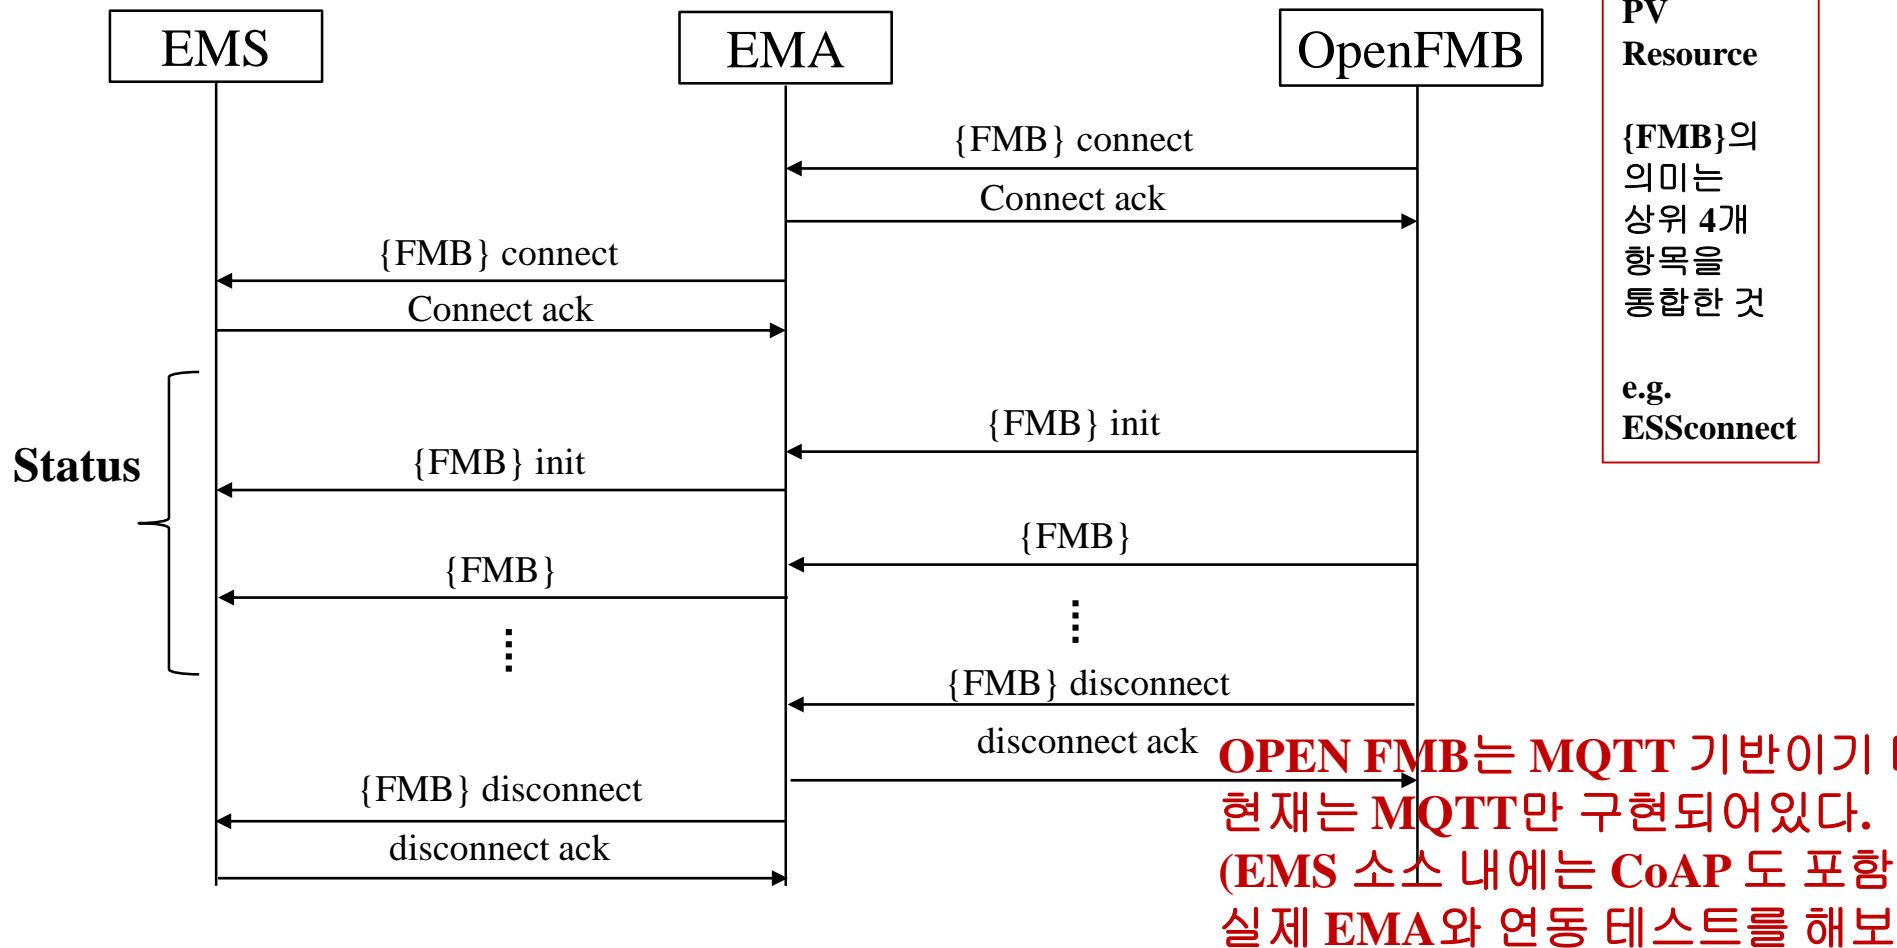 EMS
EMA
OpenFMB
PV
Resource
{FMB}의
의미는
상위 4개
항목을
통합한 것
e.g.
ESSconnect
{FMB} connect
Connect ack
{FMB} connect
Connect ack
Status
{FMB} init
{FMB} init
{FMB}
{FMB}
{FMB} disconnect
disconnect ack
{FMB} disconnect
disconnect ack
OPEN FMB는 MQTT 기반이기
현재는 MQTT만 구현되어있다.
(EMS 소스 내에는 CoAP 도 포함
실제 EMA와 연동 테스트를 해보